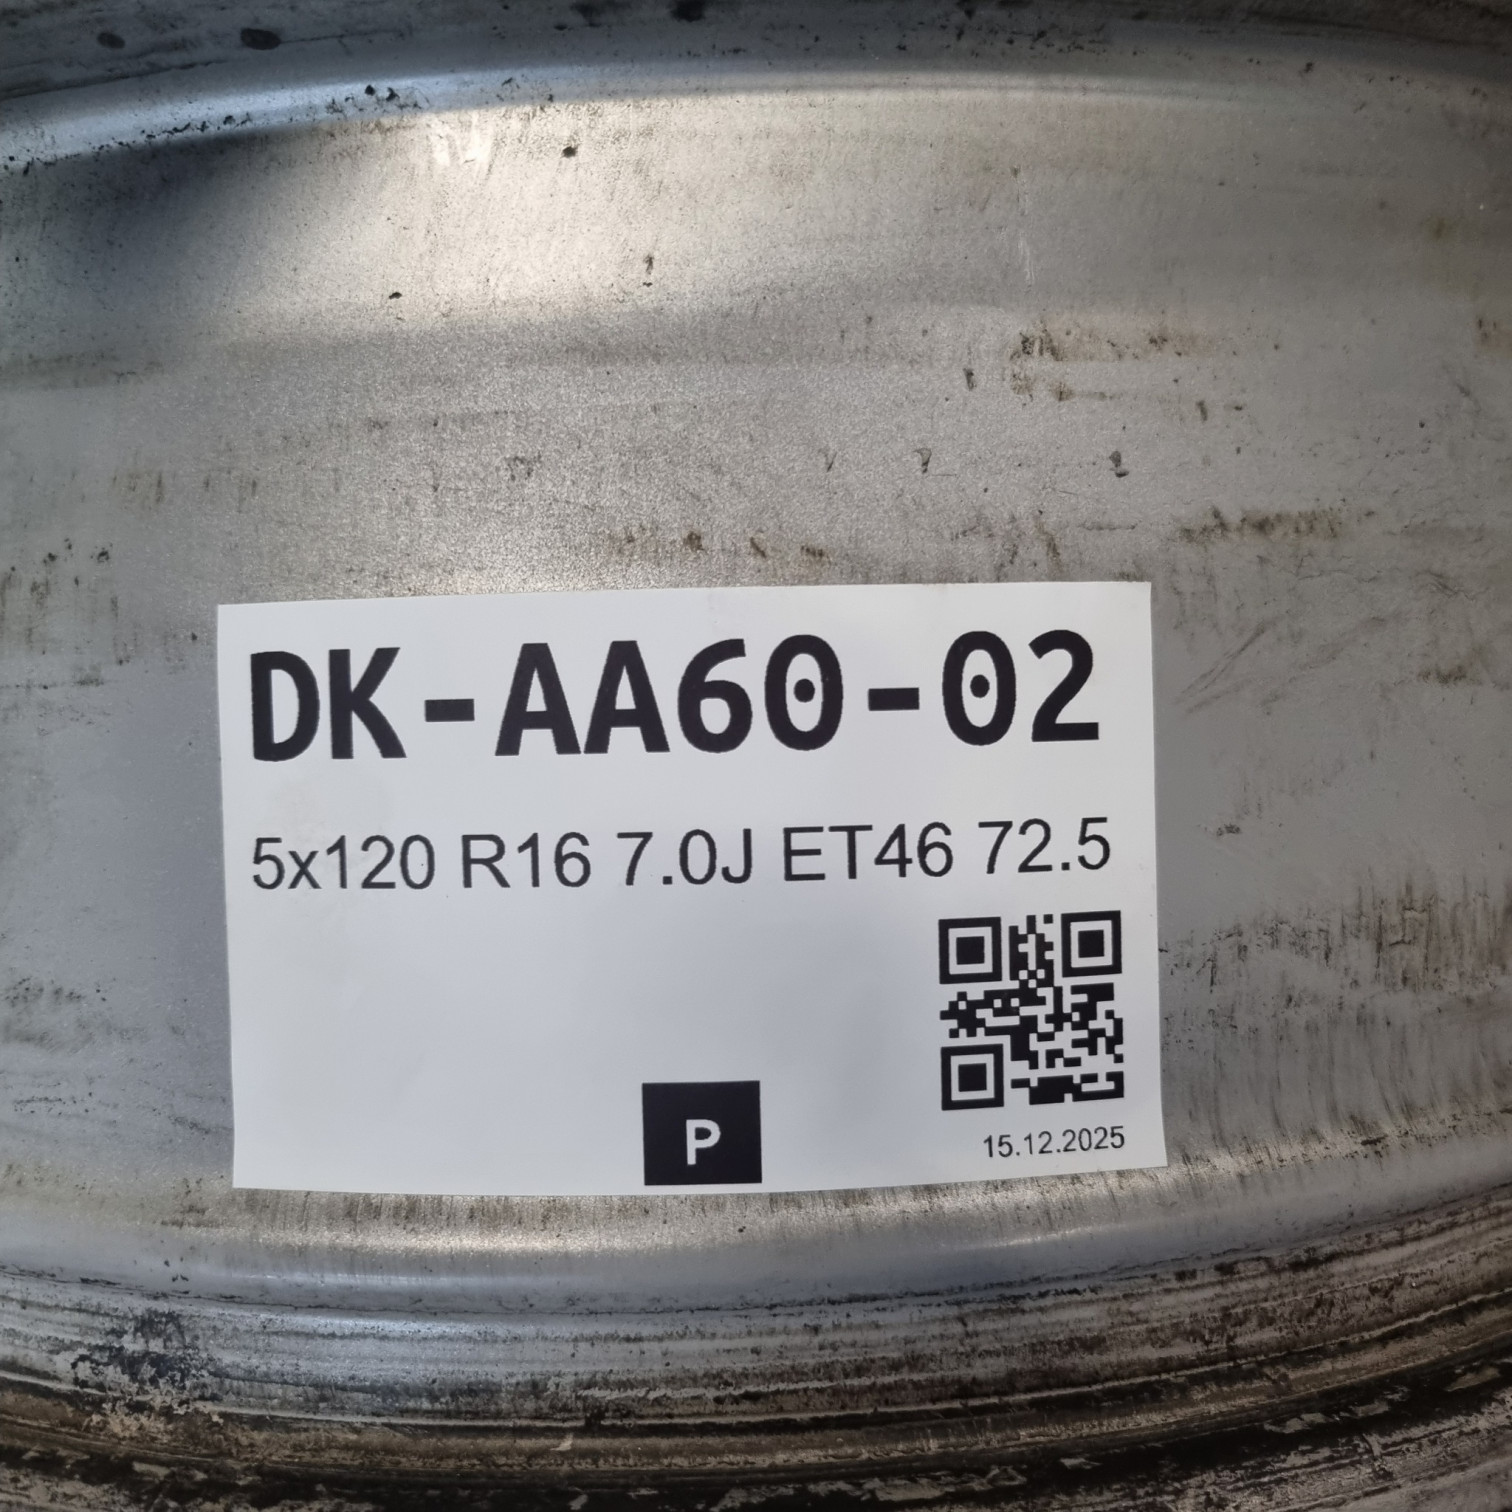 DK-AA60-02
5x120 R16 7.0J ET46 72.5
P
15.12.2025